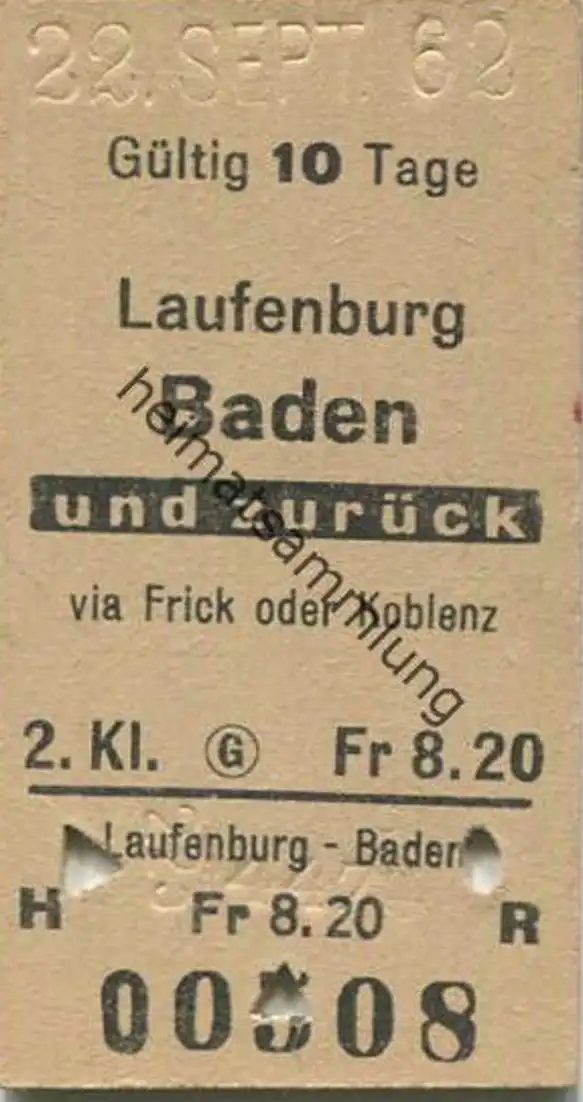 22. SEPT. 62
Gültig 10 Tage
Laufenburg
Baden
und zurück
via Frick oder Koblenz
2. Kl. Ⓖ Fr 8.20
Laufenburg - Baden
H Fr 8.20 R
00508
heimatsammlung